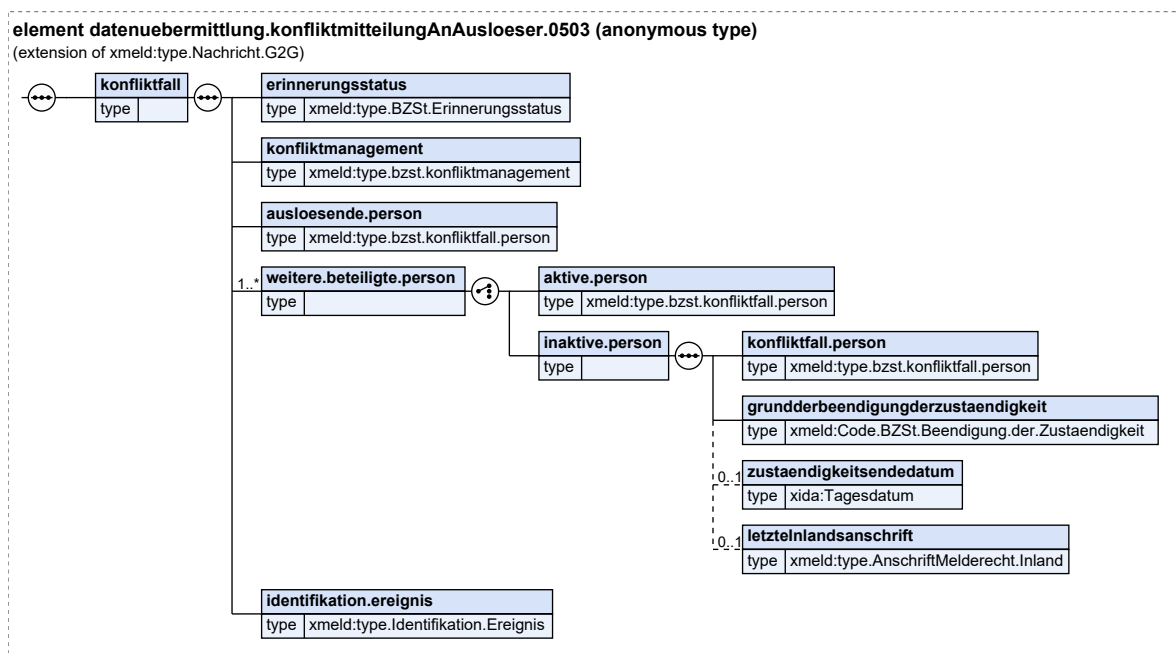 element datenuebermittlung.konfliktmitteilungAnAusloeser.0503 (anonymous type)
(extension of xmeld:type.Nachricht.G2G)
konfliktfall
type
erinnerungsstatus
type xmeld:type.BZSt.Erinnerungsstatus
konfliktmanagement
type xmeld:type.bzst.konfliktmanagement
ausloesende.person
type xmeld:type.bzst.konfliktfall.person
1..*
weitere.beteiligte.person
type
aktive.person
type xmeld:type.bzst.konfliktfall.person
inaktive.person
type
konfliktfall.person
type xmeld:type.bzst.konfliktfall.person
grundderbeendigungderzustaendigkeit
type xmeld:Code.BZSt.Beendigung.der.Zustaendigkeit
0..1
zustaendigkeitsendedatum
type xida:Tagesdatum
0..1
letzteInlandsanschrift
type xmeld:type.AnschriftMelderecht.Inland
identifikation.ereignis
type xmeld:type.Identifikation.Ereignis